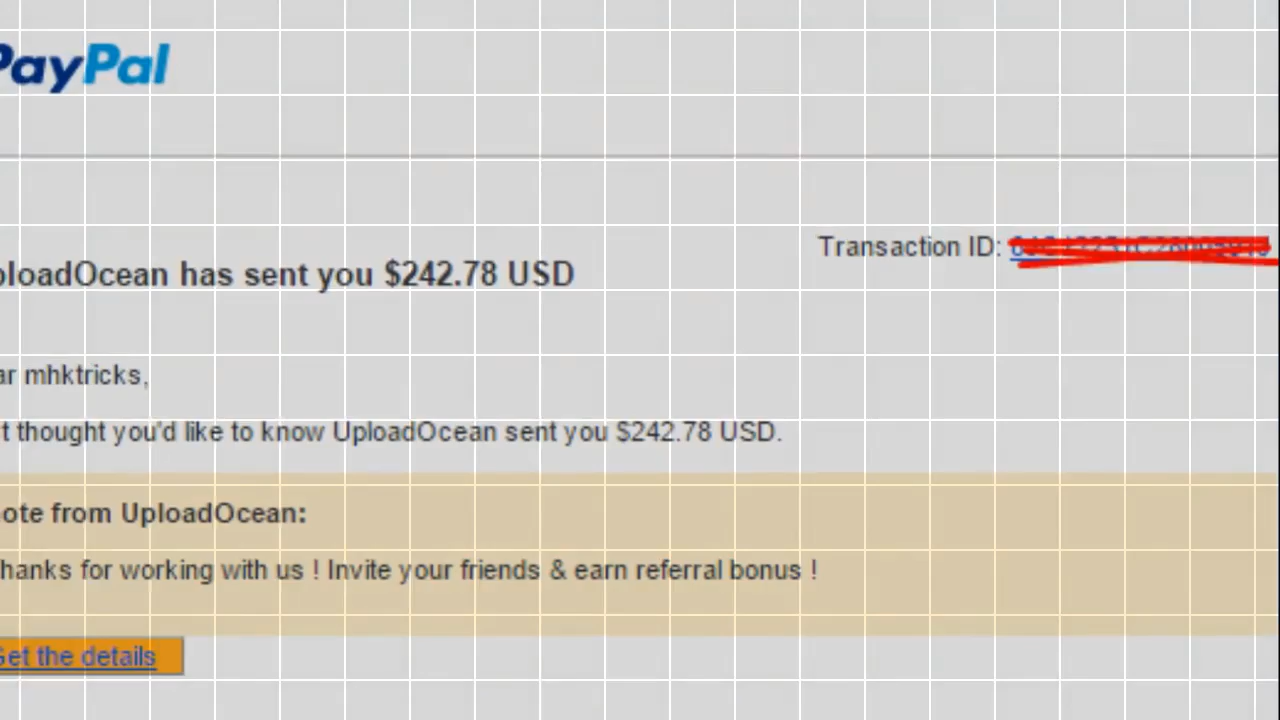 PayPal
Transaction ID:
ploadOcean has sent you $242.78 USD
ar mhktricks,
t thought you'd like to know UploadOcean sent you $242.78 USD.
ote from UploadOcean:
hanks for working with us ! Invite your friends & earn referral bonus !
Get the details